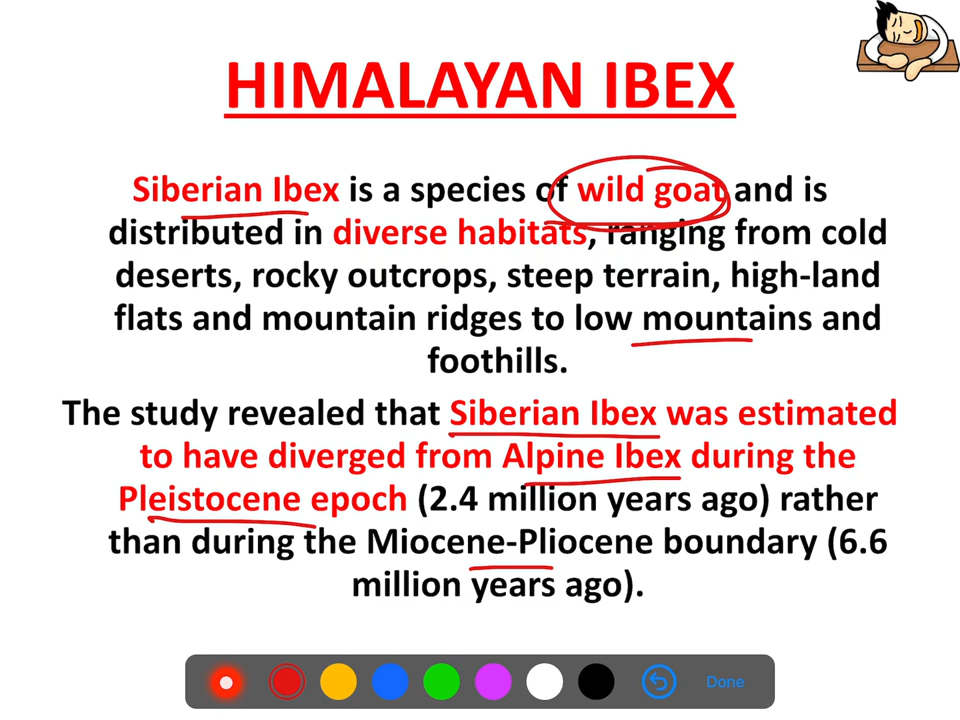 HIMALAYAN IBEX
Siberian Ibex is a species of wild goat and is
distributed in diverse habitats, ranging from cold
deserts, rocky outcrops, steep terrain, high-land
flats and mountain ridges to low mountains and
foothills.
The study revealed that Siberian Ibex was estimated
to have diverged from Alpine Ibex during the
Pleistocene epoch (2.4 million years ago) rather
than during the Miocene-Pliocene boundary (6.6
million years ago).
Done